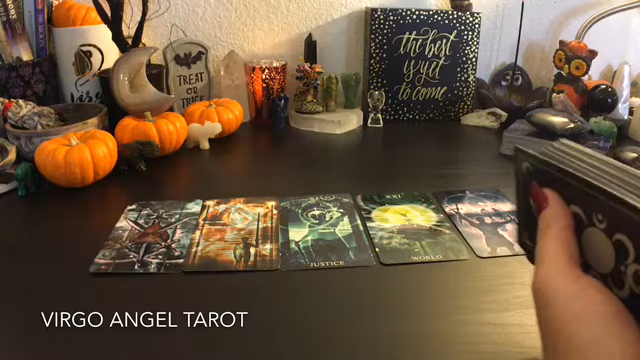 TREAT
OR
TRICK
the best
is yet
to come
JUSTICE
XXI
WORLD
VIRGO ANGEL TAROT